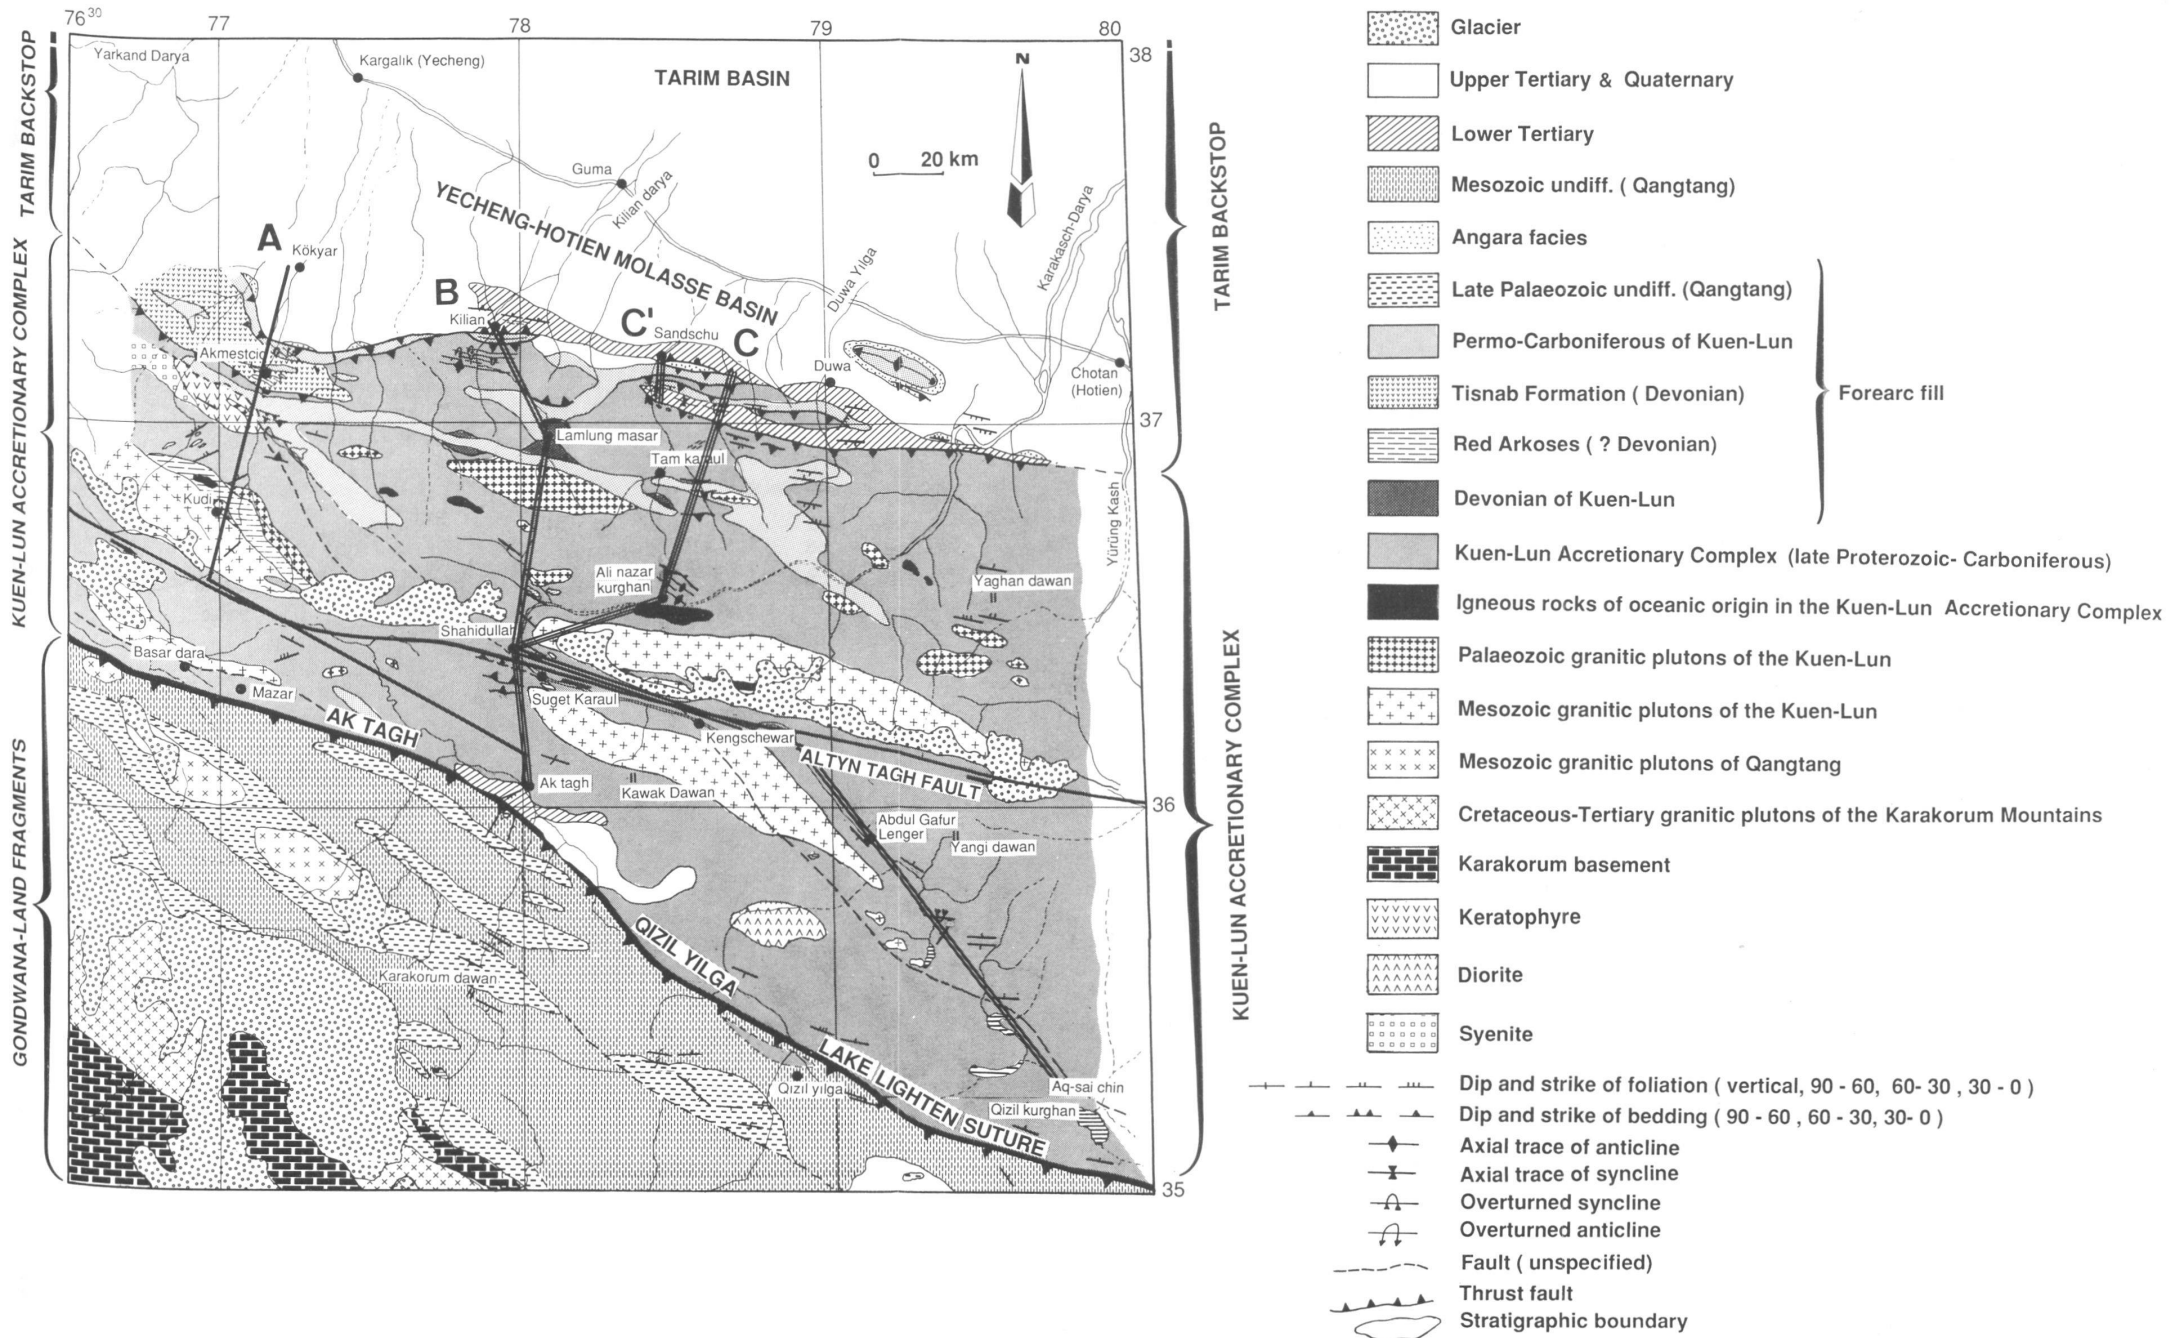 76 30
77
78
79
80
38
37
36
35
TARIM BACKSTOP
KUEN-LUN ACCRETIONARY COMPLEX
GONDWANA-LAND FRAGMENTS
TARIM BACKSTOP
KUEN-LUN ACCRETIONARY COMPLEX
Yarkand Darya
Kargalık (Yecheng)
TARIM BASIN
N
0 20 km
Guma
Kilian darya
YECHENG-HOTIEN MOLASSE BASIN
Duwa Yılga
Karakasch-Darya
A
Kökyar
B
Kilian
C'
Sandschu
C
Duwa
Chotan
(Hotien)
Akmestcid
Lamlung masar
Tam karaul
Kudi
Yürüng Kash
Ali nazar
kurghan
Yaghan dawan
Shahidullah
Basar dara
Mazar
Suget Karaul
Kengschewar
AK TAGH
ALTYN TAGH FAULT
Ak tagh
Kawak Dawan
Abdul Gafur
Lenger
Yangi dawan
QIZIL YILGA
Karakorum dawan
LAKE LIGHTEN SUTURE
Qızıl yılga
Aq-sai chin
Qizil kurghan
Glacier
Upper Tertiary & Quaternary
Lower Tertiary
Mesozoic undiff. ( Qangtang)
Angara facies
Late Palaeozoic undiff. (Qangtang)
Permo-Carboniferous of Kuen-Lun
Tisnab Formation ( Devonian)
Forearc fill
Red Arkoses ( ? Devonian)
Devonian of Kuen-Lun
Kuen-Lun Accretionary Complex (late Proterozoic- Carboniferous)
Igneous rocks of oceanic origin in the Kuen-Lun Accretionary Complex
Palaeozoic granitic plutons of the Kuen-Lun
Mesozoic granitic plutons of the Kuen-Lun
Mesozoic granitic plutons of Qangtang
Cretaceous-Tertiary granitic plutons of the Karakorum Mountains
Karakorum basement
Keratophyre
Diorite
Syenite
Dip and strike of foliation ( vertical, 90 - 60, 60- 30 , 30 - 0 )
Dip and strike of bedding ( 90 - 60 , 60 - 30, 30- 0 )
Axial trace of anticline
Axial trace of syncline
Overturned syncline
Overturned anticline
Fault ( unspecified)
Thrust fault
Stratigraphic boundary